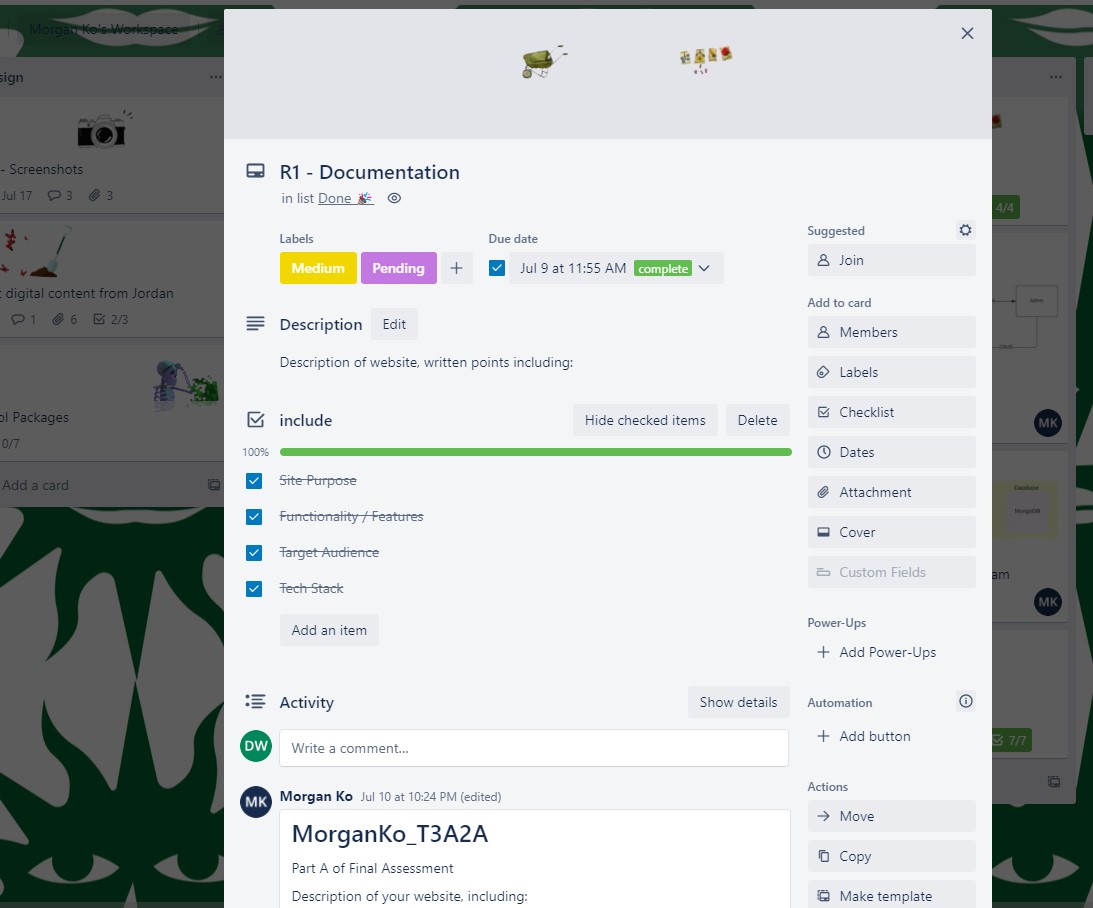 Morgan Ko's Workspace
sign
- Screenshots
Jul 17 3 3
digital content from Jordan
1 6 2/3
ol Packages
0/7
Add a card
R1 - Documentation
in list Done
Labels
Medium Pending
Due date
Jul 9 at 11:55 AM complete
Description Edit
Description of website, written points including:
include Hide checked items Delete
100%
Site Purpose
Functionality / Features
Target Audience
Tech Stack
Add an item
Activity Show details
DW Write a comment...
MK Morgan Ko Jul 10 at 10:24 PM (edited)
MorganKo_T3A2A
Part A of Final Assessment
Description of your website, including:
Suggested
Join
Add to card
Members
Labels
Checklist
Dates
Attachment
Cover
Custom Fields
Power-Ups
Add Power-Ups
Automation
Add button
Actions
Move
Copy
Make template
4/4
MK
Database
MongoDB
am
MK
7/7